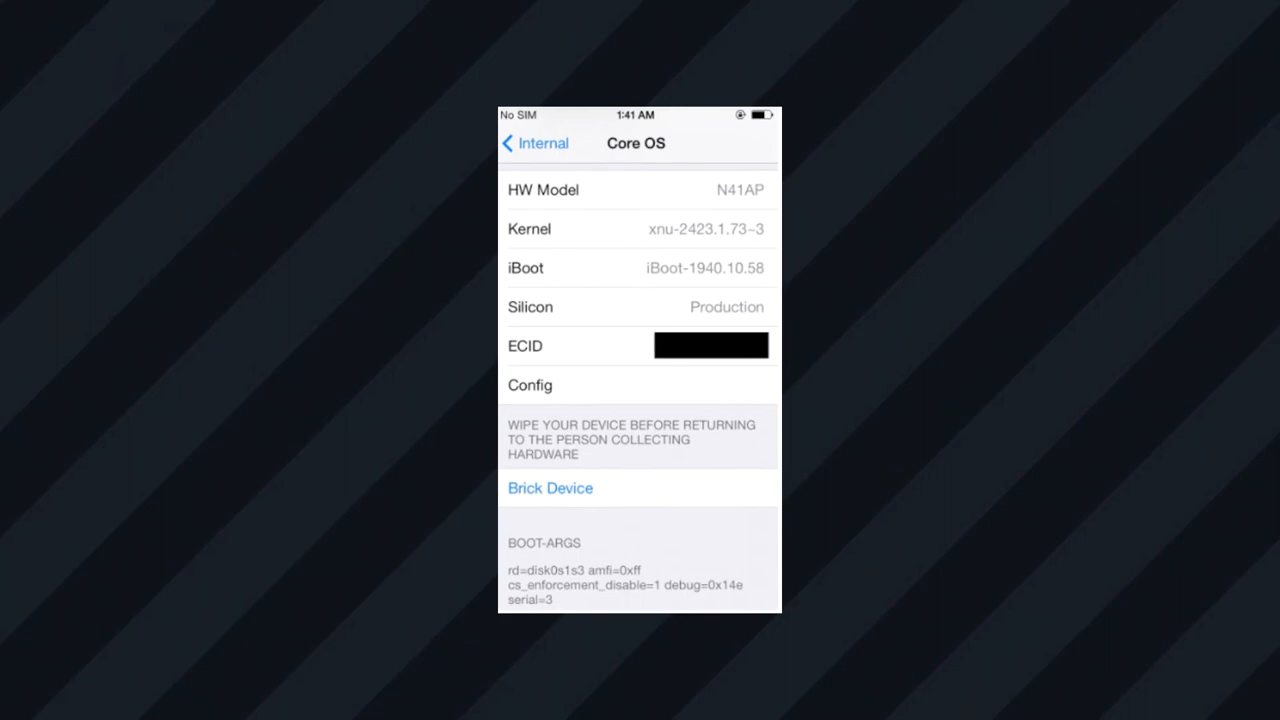 No SIM 1:41 AM
Internal Core OS
HW Model N41AP
Kernel xnu-2423.1.73~3
iBoot iBoot-1940.10.58
Silicon Production
ECID
Config
WIPE YOUR DEVICE BEFORE RETURNING
TO THE PERSON COLLECTING
HARDWARE
Brick Device
BOOT-ARGS
rd=disk0s1s3 amfi=0xff
cs_enforcement_disable=1 debug=0x14e
serial=3